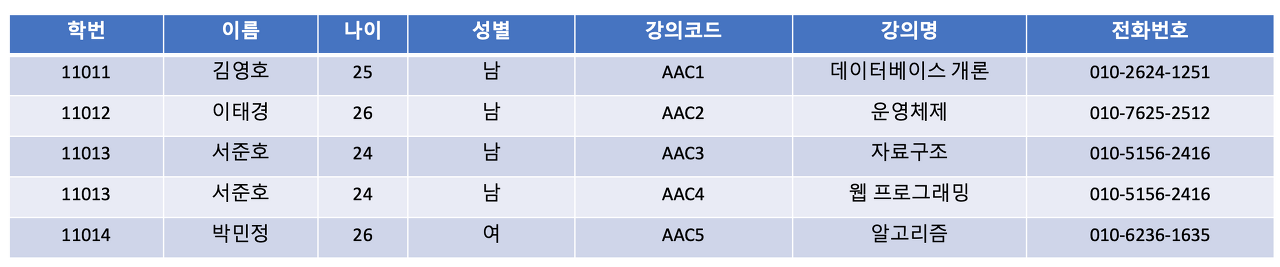 학번 이름 나이 성별 강의코드 강의명 전화번호
11011 김영호 25 남 AAC1 데이터베이스 개론 010-2624-1251
11012 이태경 26 남 AAC2 운영체제 010-7625-2512
11013 서준호 24 남 AAC3 자료구조 010-5156-2416
11013 서준호 24 남 AAC4 웹 프로그래밍 010-5156-2416
11014 박민정 26 여 AAC5 알고리즘 010-6236-1635